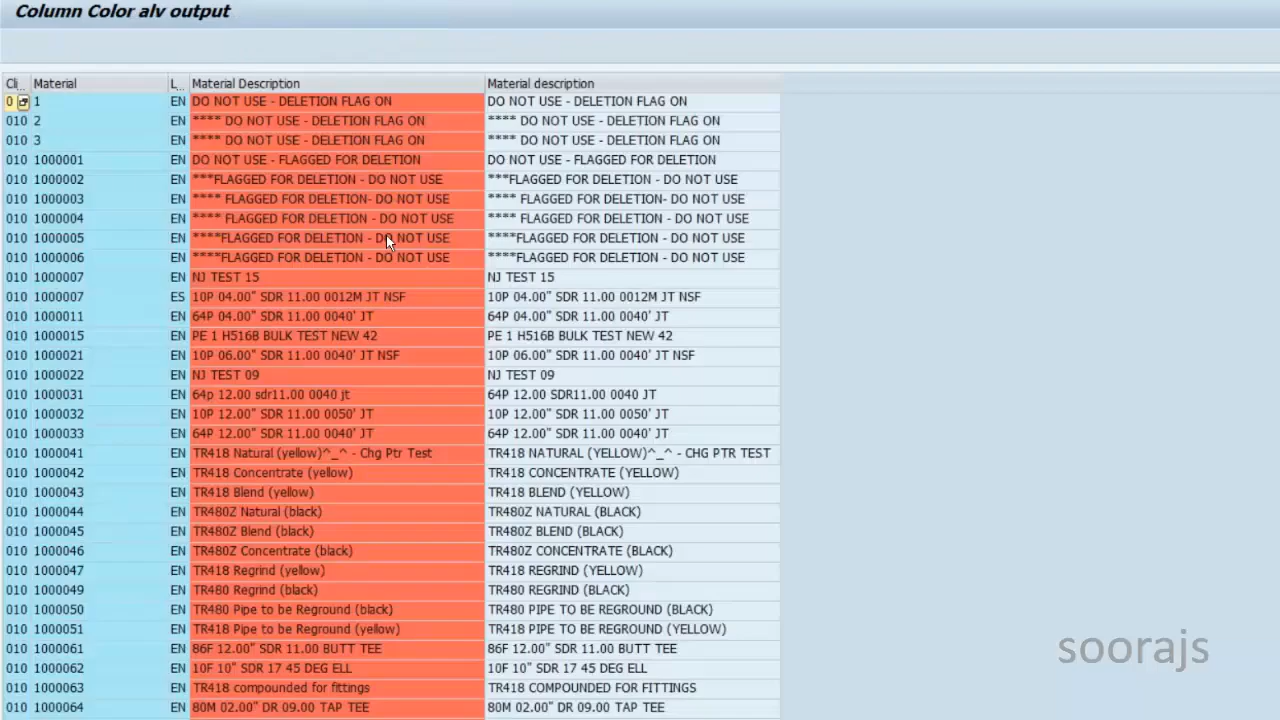 Column Color alv output
Cli.. Material L.. Material Description Material description
0 1 EN DO NOT USE - DELETION FLAG ON DO NOT USE - DELETION FLAG ON
010 2 EN **** DO NOT USE - DELETION FLAG ON **** DO NOT USE - DELETION FLAG ON
010 3 EN **** DO NOT USE - DELETION FLAG ON **** DO NOT USE - DELETION FLAG ON
010 1000001 EN DO NOT USE - FLAGGED FOR DELETION DO NOT USE - FLAGGED FOR DELETION
010 1000002 EN ***FLAGGED FOR DELETION - DO NOT USE ***FLAGGED FOR DELETION - DO NOT USE
010 1000003 EN **** FLAGGED FOR DELETION- DO NOT USE **** FLAGGED FOR DELETION- DO NOT USE
010 1000004 EN **** FLAGGED FOR DELETION - DO NOT USE **** FLAGGED FOR DELETION - DO NOT USE
010 1000005 EN ****FLAGGED FOR DELETION - DO NOT USE ****FLAGGED FOR DELETION - DO NOT USE
010 1000006 EN ****FLAGGED FOR DELETION - DO NOT USE ****FLAGGED FOR DELETION - DO NOT USE
010 1000007 EN NJ TEST 15 NJ TEST 15
010 1000007 ES 10P 04.00" SDR 11.00 0012M JT NSF 10P 04.00" SDR 11.00 0012M JT NSF
010 1000011 EN 64P 04.00" SDR 11.00 0040' JT 64P 04.00" SDR 11.00 0040' JT
010 1000015 EN PE 1 H516B BULK TEST NEW 42 PE 1 H516B BULK TEST NEW 42
010 1000021 EN 10P 06.00" SDR 11.00 0040' JT NSF 10P 06.00" SDR 11.00 0040' JT NSF
010 1000022 EN NJ TEST 09 NJ TEST 09
010 1000031 EN 64p 12.00 sdr11.00 0040 jt 64P 12.00 SDR11.00 0040 JT
010 1000032 EN 10P 12.00" SDR 11.00 0050' JT 10P 12.00" SDR 11.00 0050' JT
010 1000033 EN 64P 12.00" SDR 11.00 0040' JT 64P 12.00" SDR 11.00 0040' JT
010 1000041 EN TR418 Natural (yellow)^_^ - Chg Ptr Test TR418 NATURAL (YELLOW)^_^ - CHG PTR TEST
010 1000042 EN TR418 Concentrate (yellow) TR418 CONCENTRATE (YELLOW)
010 1000043 EN TR418 Blend (yellow) TR418 BLEND (YELLOW)
010 1000044 EN TR480Z Natural (black) TR480Z NATURAL (BLACK)
010 1000045 EN TR480Z Blend (black) TR480Z BLEND (BLACK)
010 1000046 EN TR480Z Concentrate (black) TR480Z CONCENTRATE (BLACK)
010 1000047 EN TR418 Regrind (yellow) TR418 REGRIND (YELLOW)
010 1000049 EN TR480 Regrind (black) TR480 REGRIND (BLACK)
010 1000050 EN TR480 Pipe to be Reground (black) TR480 PIPE TO BE REGROUND (BLACK)
010 1000051 EN TR418 Pipe to be Reground (yellow) TR418 PIPE TO BE REGROUND (YELLOW)
010 1000061 EN 86F 12.00" SDR 11.00 BUTT TEE 86F 12.00" SDR 11.00 BUTT TEE
010 1000062 EN 10F 10" SDR 17 45 DEG ELL 10F 10" SDR 17 45 DEG ELL
010 1000063 EN TR418 compounded for fittings TR418 COMPOUNDED FOR FITTINGS
010 1000064 EN 80M 02.00" DR 09.00 TAP TEE 80M 02.00" DR 09.00 TAP TEE
soorajs